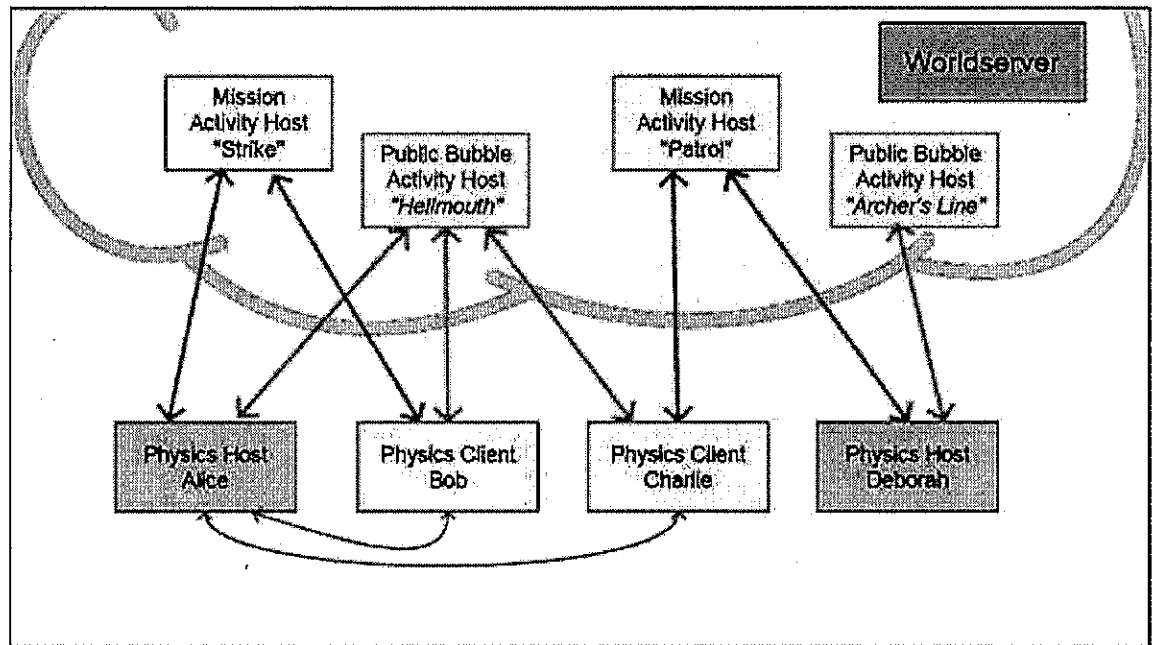 Worldserver
Mission
Activity Host
"Strike"
Public Bubble
Activity Host
"Hellmouth"
Mission
Activity Host
"Patrol"
Public Bubble
Activity Host
"Archer's Line"
Physics Host
Alice
Physics Client
Bob
Physics Client
Charlie
Physics Host
Deborah